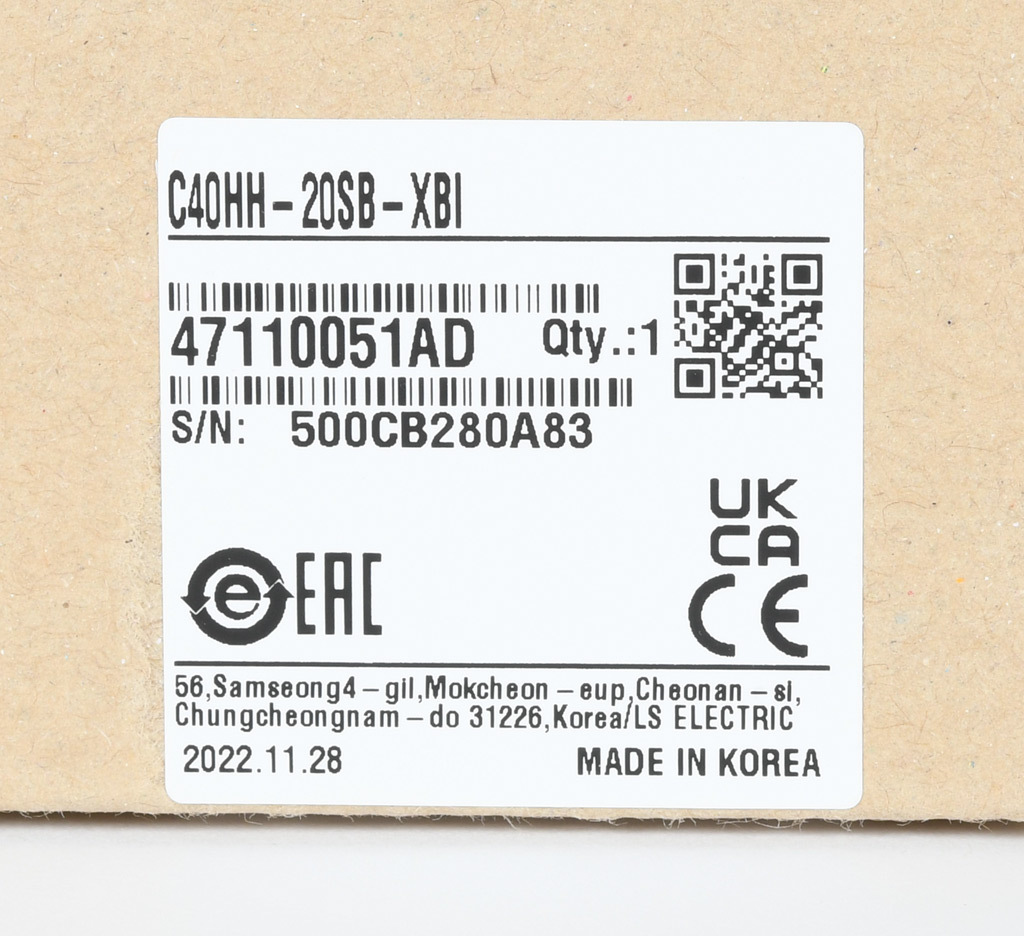 C40HH-20SB-XBI
47110051AD Qty.:1
S/N: 500CB280A83
UK
CA
e EAC
CE
56,Samseong4-gil,Mokcheon-eup,Cheonan-si,
Chungcheongnam-do 31226,Korea/LS ELECTRIC
2022.11.28 MADE IN KOREA